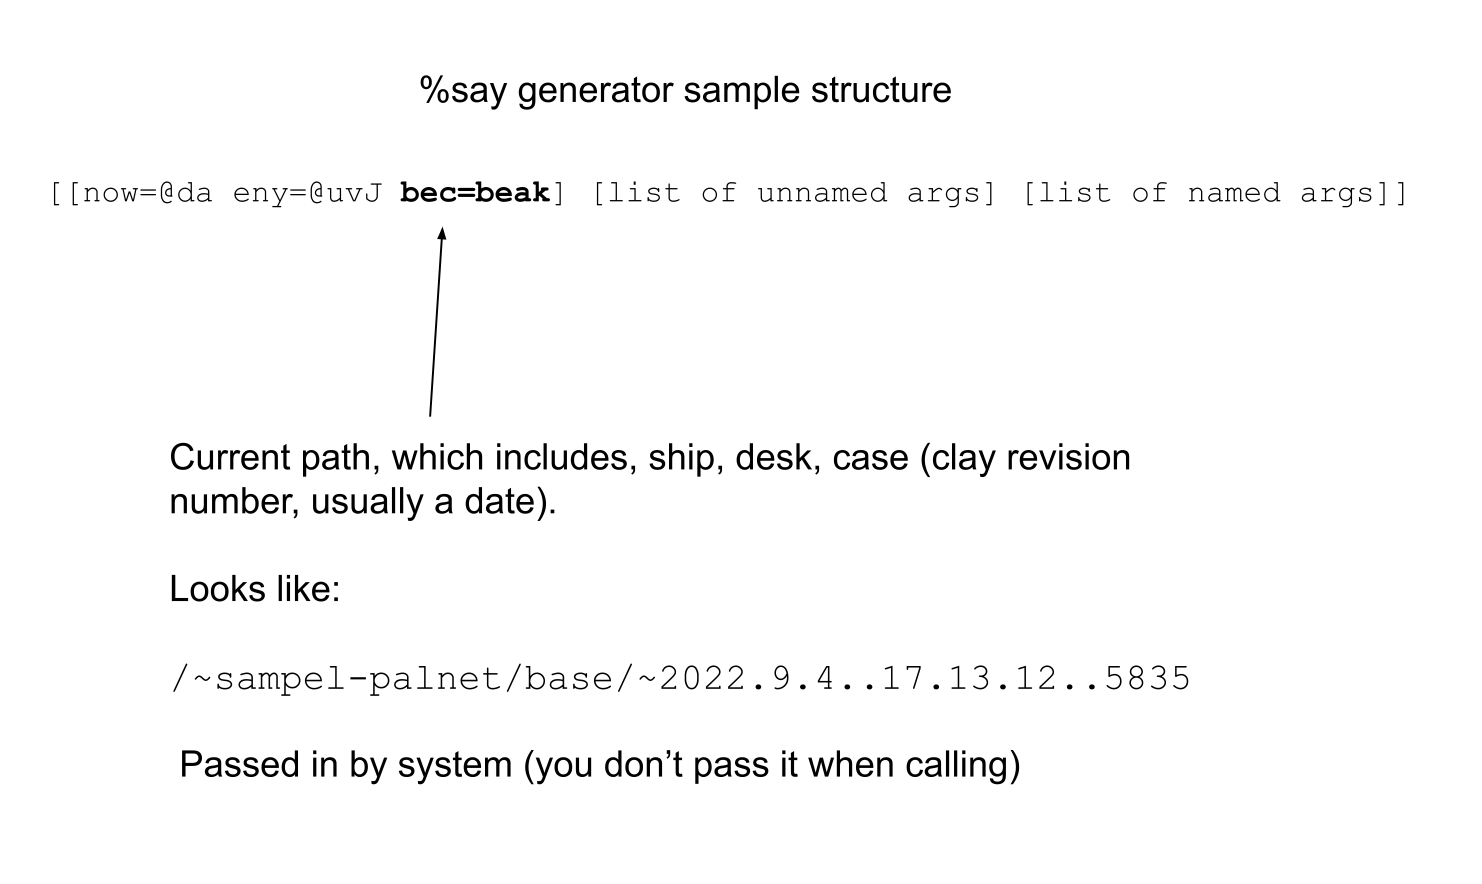 %say generator sample structure
[[now=@da eny=@uvJ bec=beak] [list of unnamed args] [list of named args]]
Current path, which includes, ship, desk, case (clay revision
number, usually a date).
Looks like:
/~sampel-palnet/base/~2022.9.4..17.13.12..5835
Passed in by system (you don’t pass it when calling)